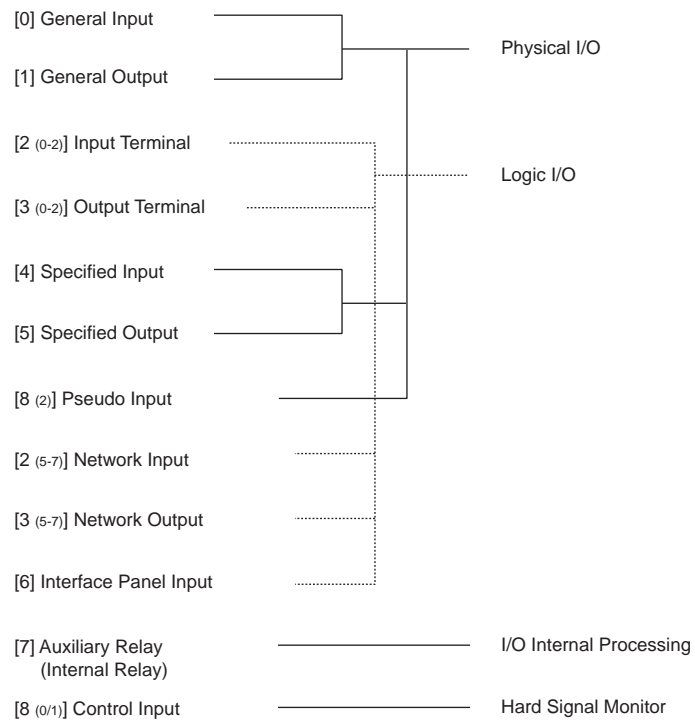 [0] General Input
Physical I/O
[1] General Output
[2 (0-2)] Input Terminal
Logic I/O
[3 (0-2)] Output Terminal
[4] Specified Input
[5] Specified Output
[8 (2)] Pseudo Input
[2 (5-7)] Network Input
[3 (5-7)] Network Output
[6] Interface Panel Input
[7] Auxiliary Relay
(Internal Relay)
I/O Internal Processing
[8 (0/1)] Control Input
Hard Signal Monitor